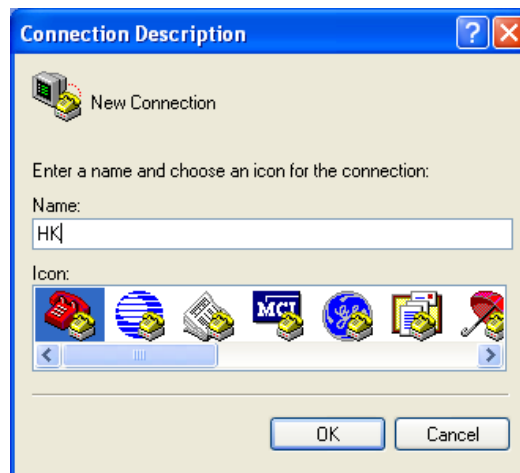 Connection Description
New Connection
Enter a name and choose an icon for the connection:
Name:
HK
Icon:
MCI
OK
Cancel